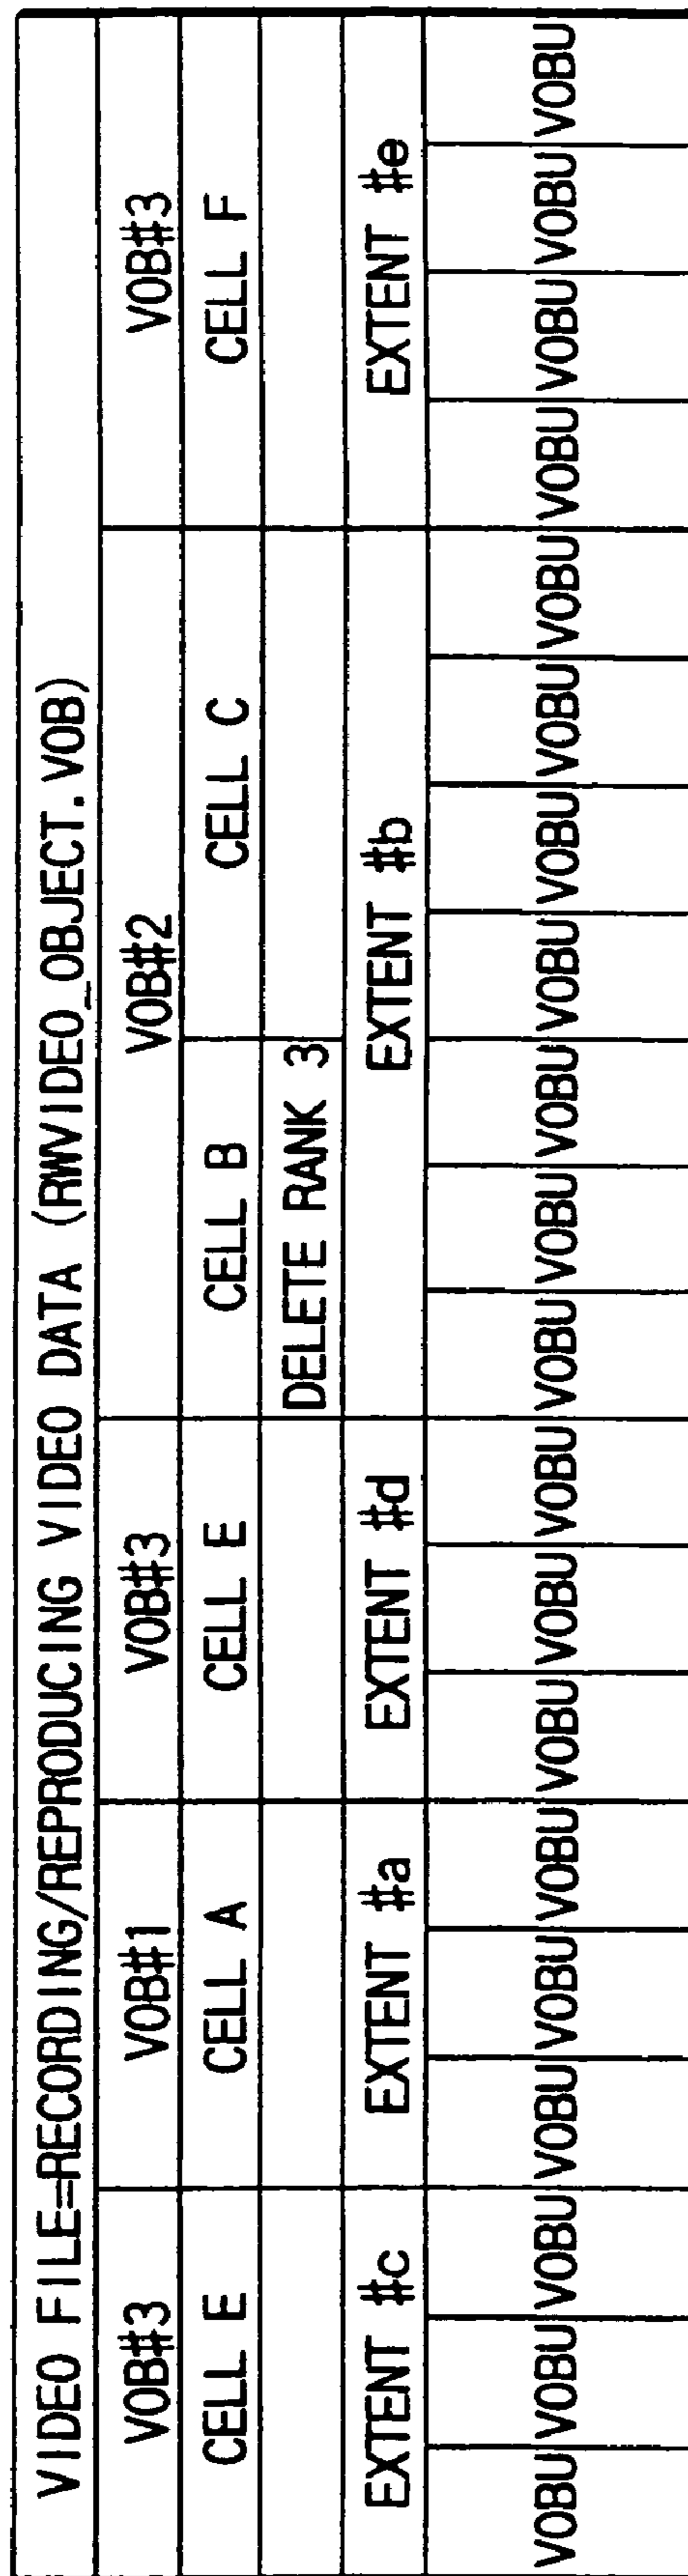 VIDEO FILE=RECORDING/REPRODUCING VIDEO DATA (RWVIDEO_OBJECT.VOB)
VOB#3 VOB#1 VOB#3 VOB#2 VOB#3
CELL E CELL A CELL E CELL B CELL C CELL F
DELETE RANK 3
EXTENT #c EXTENT #a EXTENT #d EXTENT #b EXTENT #e
VOBU VOBU VOBU VOBU VOBU VOBU VOBU VOBU VOBU VOBU VOBU VOBU VOBU VOBU VOBU VOBU VOBU VOBU VOBU VOBU